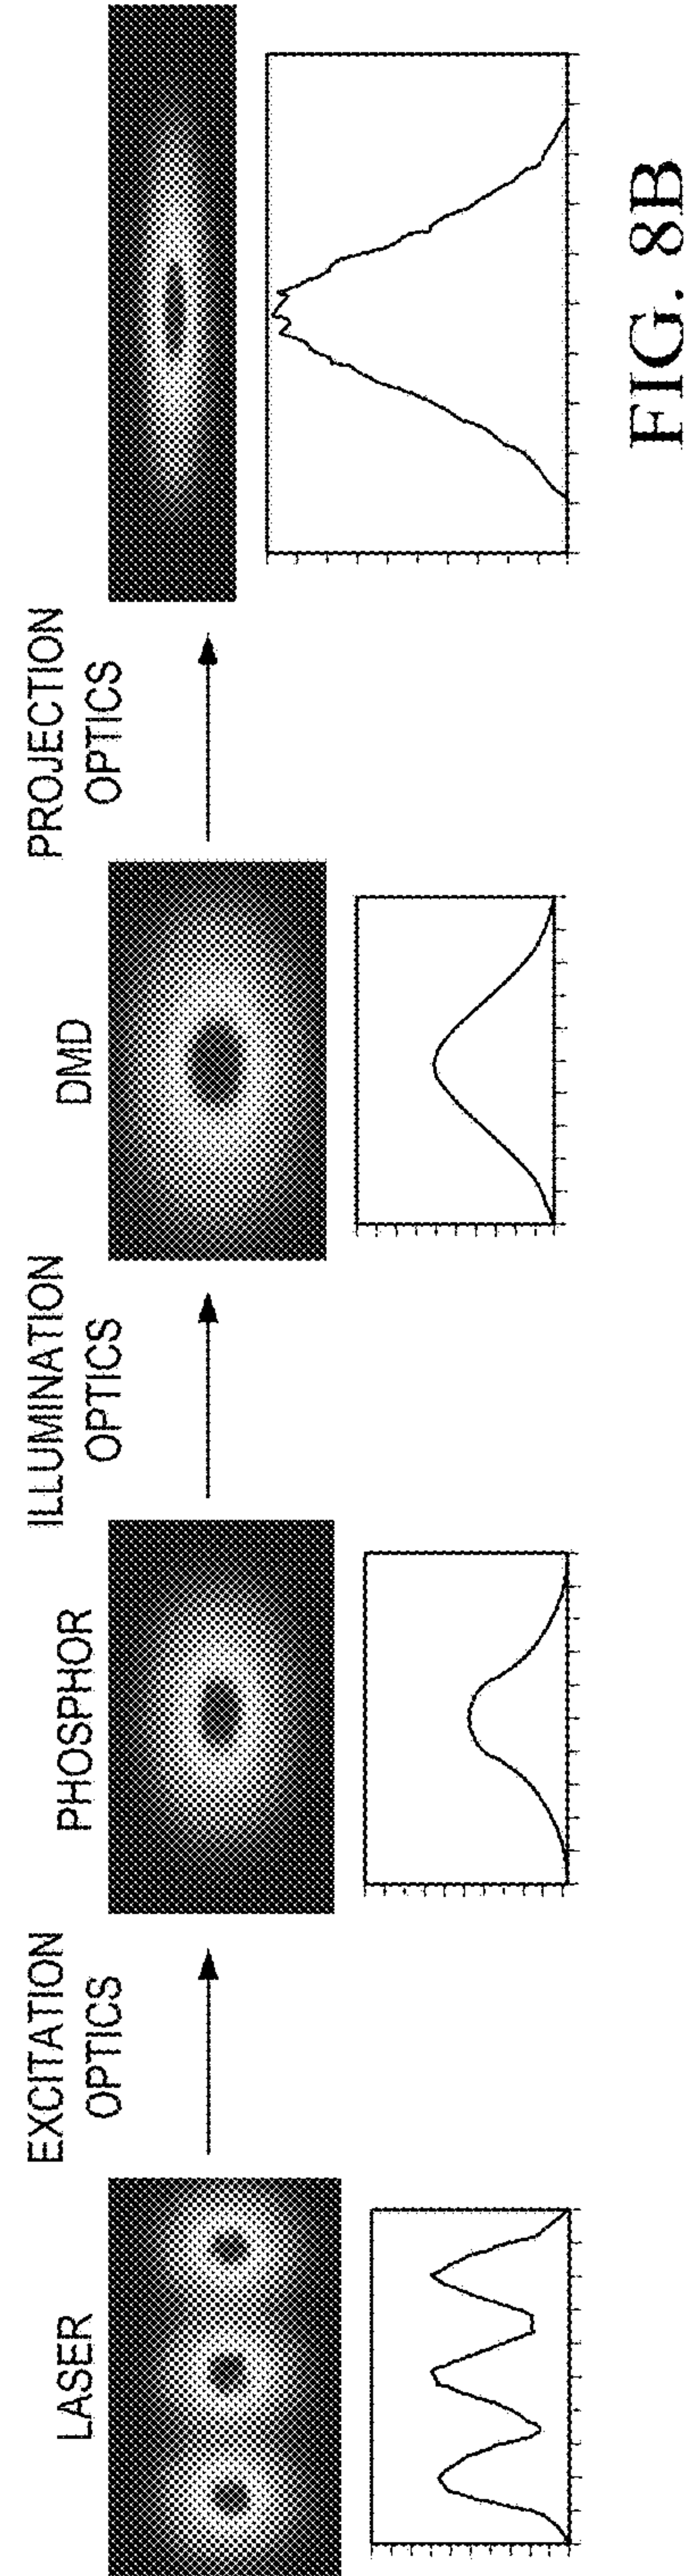 LASER
EXCITATION
OPTICS
PHOSPHOR
ILLUMINATION
OPTICS
DMD
PROJECTION
OPTICS
FIG. 8B